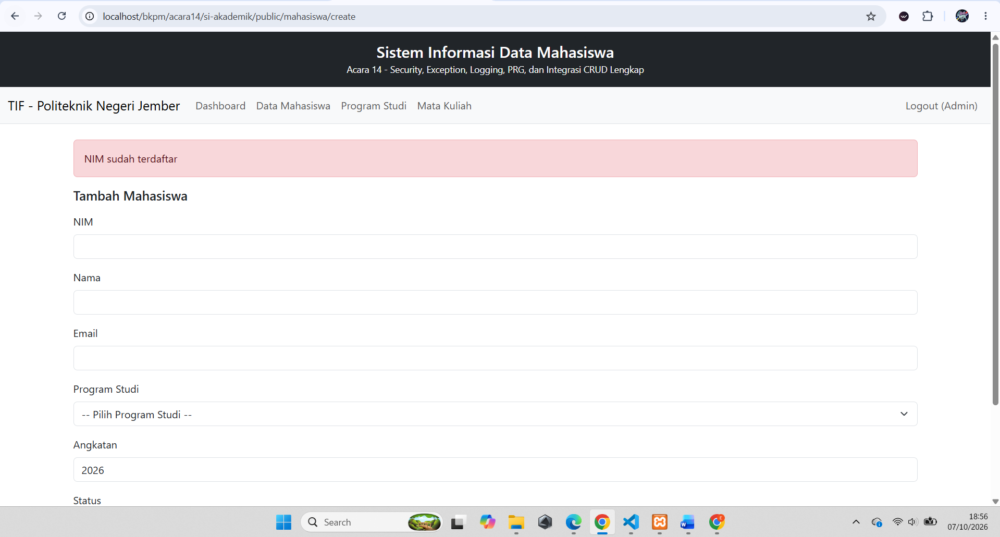 localhost/bkpm/acara14/si-akademik/public/mahasiswa/create
Sistem Informasi Data Mahasiswa
Acara 14 - Security, Exception, Logging, PRG, dan Integrasi CRUD Lengkap
TIF - Politeknik Negeri Jember Dashboard Data Mahasiswa Program Studi Mata Kuliah Logout (Admin)
NIM sudah terdaftar
Tambah Mahasiswa
NIM
Nama
Email
Program Studi
-- Pilih Program Studi --
Angkatan
2026
Status
Search
18:56
07/10/2026